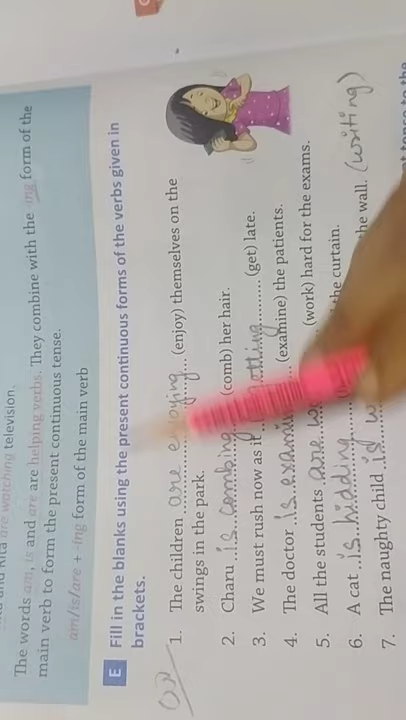 and Rita are watching television.
The words am, is and are are helping verbs. They combine with the -ing form of the
main verb to form the present continuous tense.
am/is/are + -ing form of the main verb
E Fill in the blanks using the present continuous forms of the verbs given in
brackets.
1. The children are enjoying (enjoy) themselves on the
swings in the park.
2. Charu is combing (comb) her hair.
3. We must rush now as it (get) late.
4. The doctor is examin (examine) the patients.
5. All the students are (work) hard for the exams.
6. A cat is hidding the curtain.
7. The naughty child is the wall. (writing)